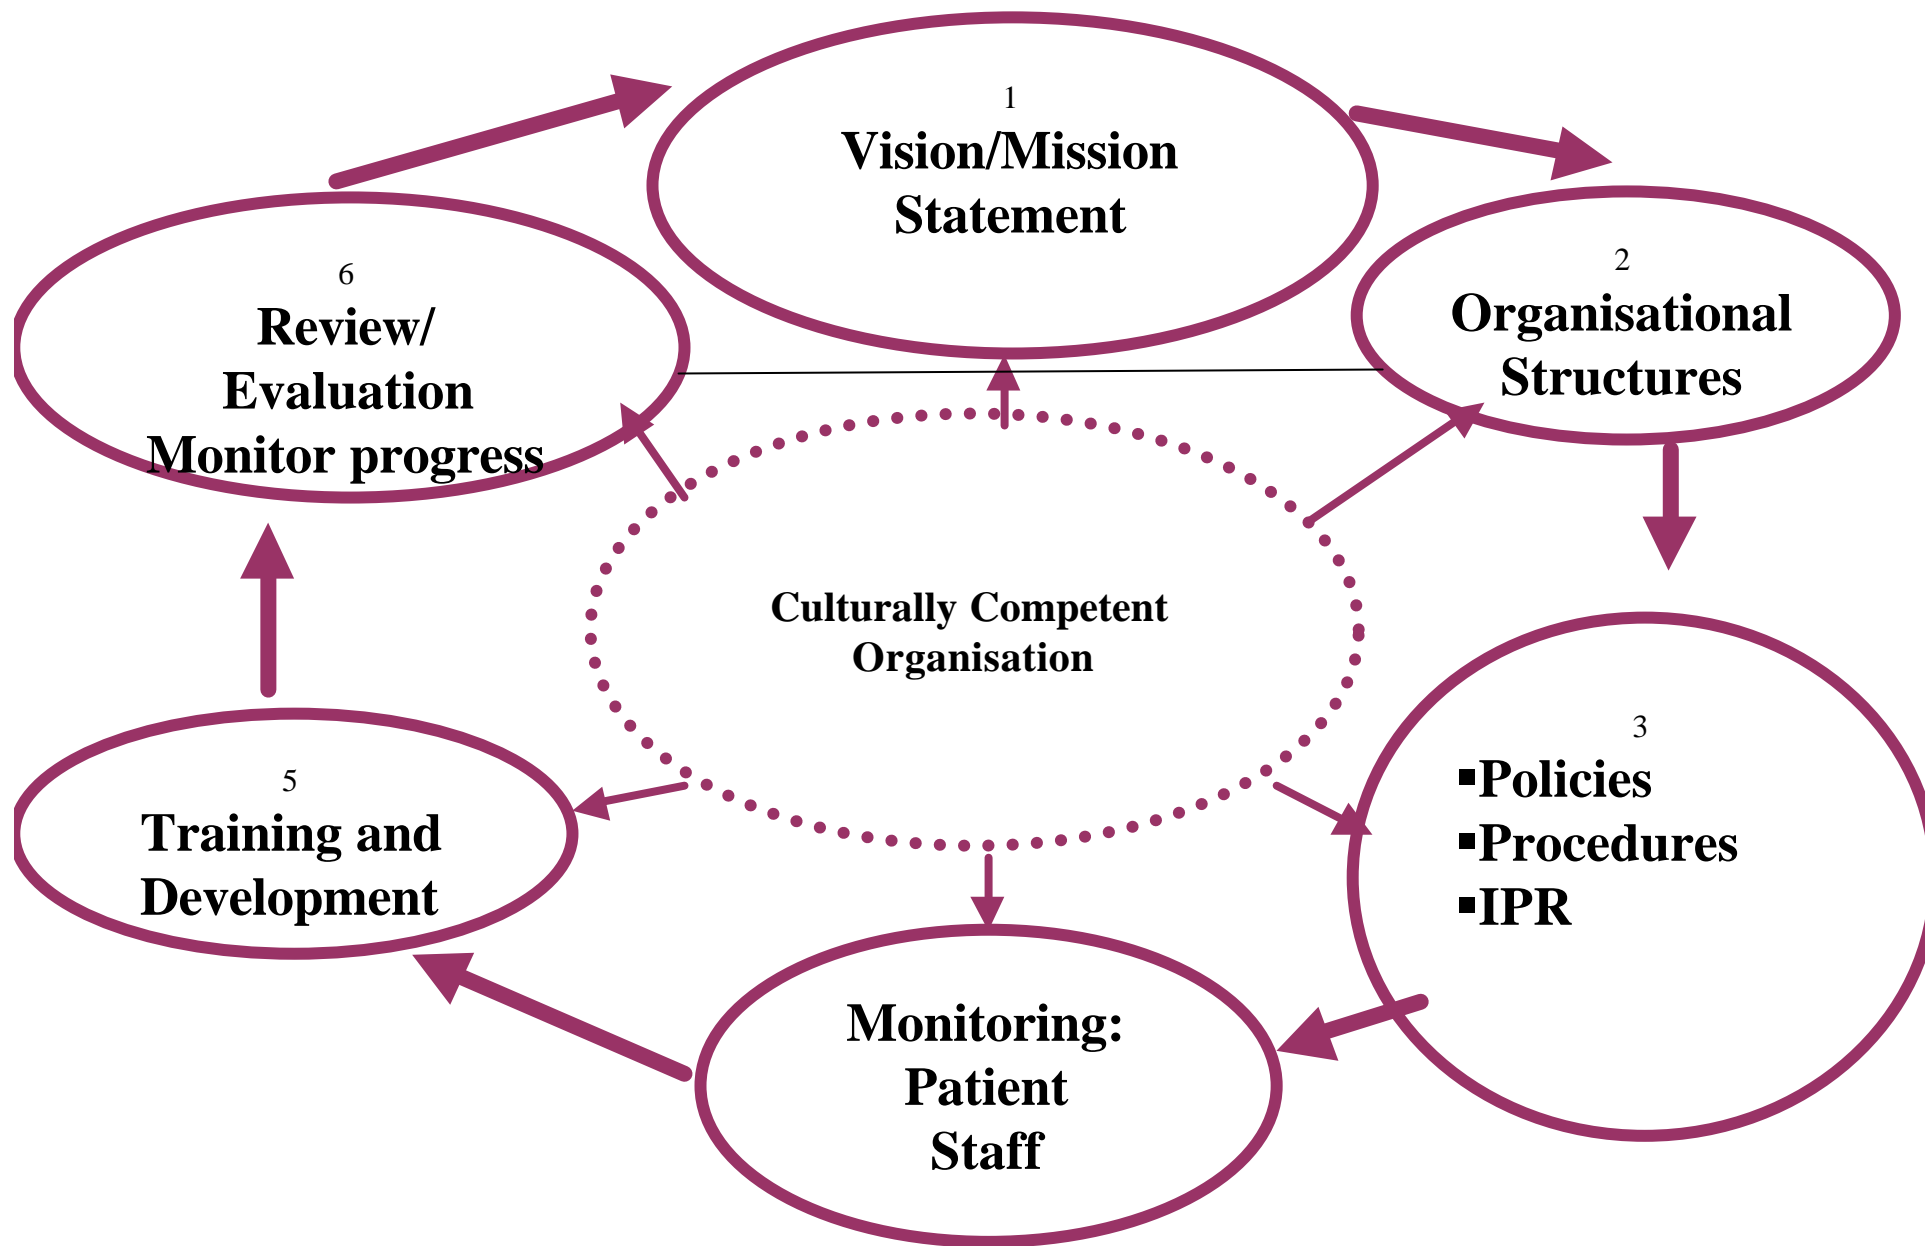 1
Vision/Mission
Statement
2
Organisational
Structures
3
▪Policies
▪Procedures
▪IPR
Monitoring:
Patient
Staff
5
Training and
Development
6
Review/
Evaluation
Monitor progress
Culturally Competent
Organisation